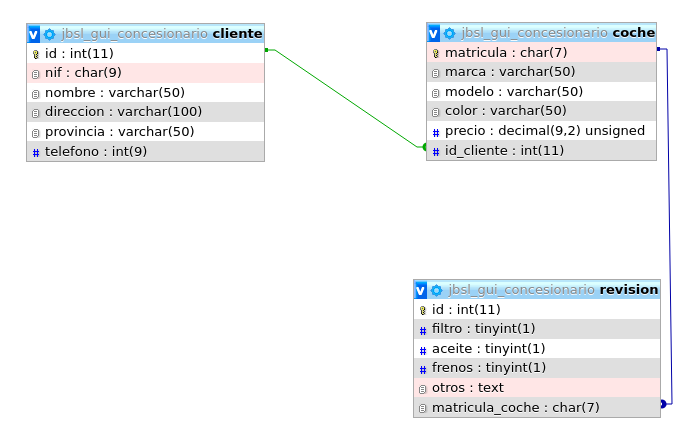 v jbsl_gui_concesionario cliente
id : int(11)
nif : char(9)
nombre : varchar(50)
direccion : varchar(100)
provincia : varchar(50)
# telefono : int(9)
v jbsl_gui_concesionario coche
matricula : char(7)
marca : varchar(50)
modelo : varchar(50)
color : varchar(50)
# precio : decimal(9,2) unsigned
# id_cliente : int(11)
v jbsl_gui_concesionario revision
id : int(11)
# filtro : tinyint(1)
# aceite : tinyint(1)
# frenos : tinyint(1)
otros : text
matricula_coche : char(7)